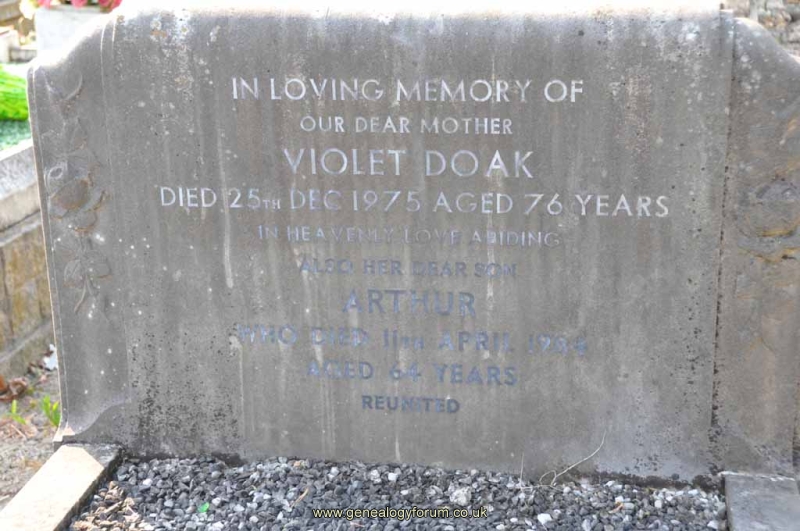 IN LOVING MEMORY OF
OUR DEAR MOTHER
VIOLET DOAK
DIED 25TH DEC 1975 AGED 76 YEARS
IN HEAVENLY LOVE ABIDING
ALSO HER DEAR SON
ARTHUR
WHO DIED 11TH APRIL
AGED 64 YEARS
REUNITED
www.genealogyforum.co.uk